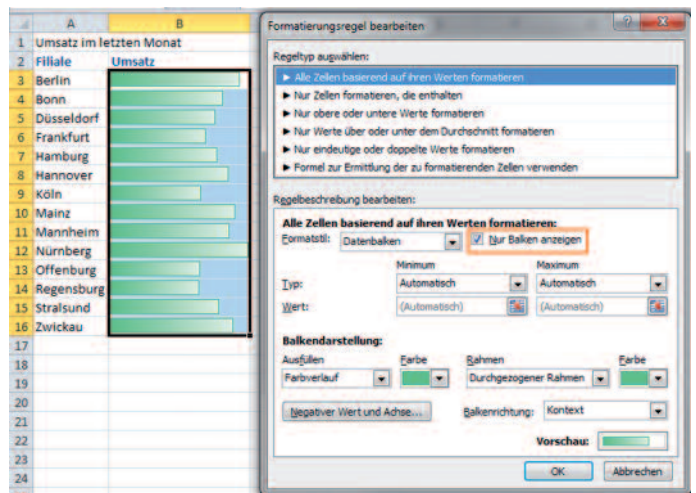 A B
1 Umsatz im letzten Monat
2 Filiale Umsatz
3 Berlin
4 Bonn
5 Düsseldorf
6 Frankfurt
7 Hamburg
8 Hannover
9 Köln
10 Mainz
11 Mannheim
12 Nürnberg
13 Offenburg
14 Regensburg
15 Stralsund
16 Zwickau
17
18
19
20
21
22
23
24
Formatierungsregel bearbeiten
Regeltyp auswählen:
► Alle Zellen basierend auf ihren Werten formatieren
► Nur Zellen formatieren, die enthalten
► Nur obere oder untere Werte formatieren
► Nur Werte über oder unter dem Durchschnitt formatieren
► Nur eindeutige oder doppelte Werte formatieren
► Formel zur Ermittlung der zu formatierenden Zellen verwenden
Regelbeschreibung bearbeiten:
Alle Zellen basierend auf ihren Werten formatieren:
Formatstil: Datenbalken Nur Balken anzeigen
Minimum Maximum
Typ: Automatisch Automatisch
Wert: (Automatisch) (Automatisch)
Balkendarstellung:
Ausfüllen Farbe Rahmen Farbe
Farbverlauf Durchgezogener Rahmen
Negativer Wert und Achse... Balkenrichtung: Kontext
Vorschau:
OK Abbrechen